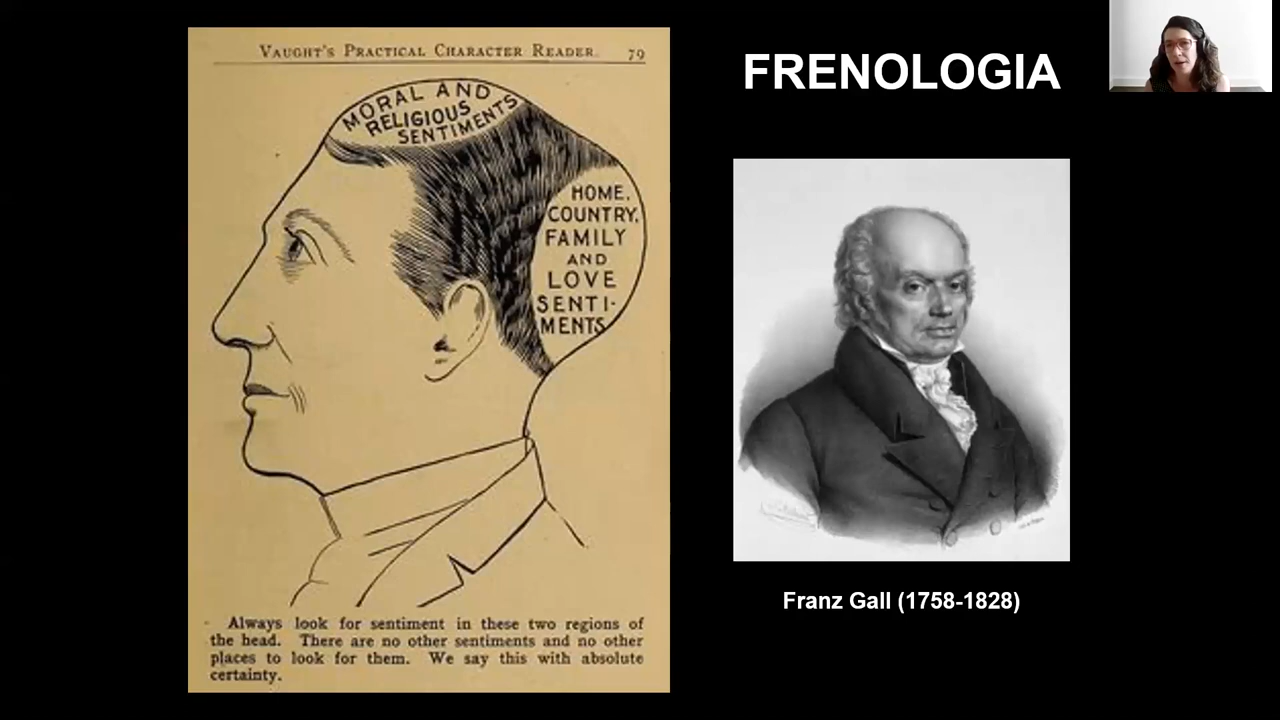 VAUGHT'S PRACTICAL CHARACTER READER. 79
MORAL AND
RELIGIOUS
SENTIMENTS
HOME,
COUNTRY,
FAMILY
AND
LOVE
SENTI-
MENTS
Always look for sentiment in these two regions of
the head. There are no other sentiments and no other
places to look for them. We say this with absolute
certainty.
FRENOLOGIA
Franz Gall (1758-1828)